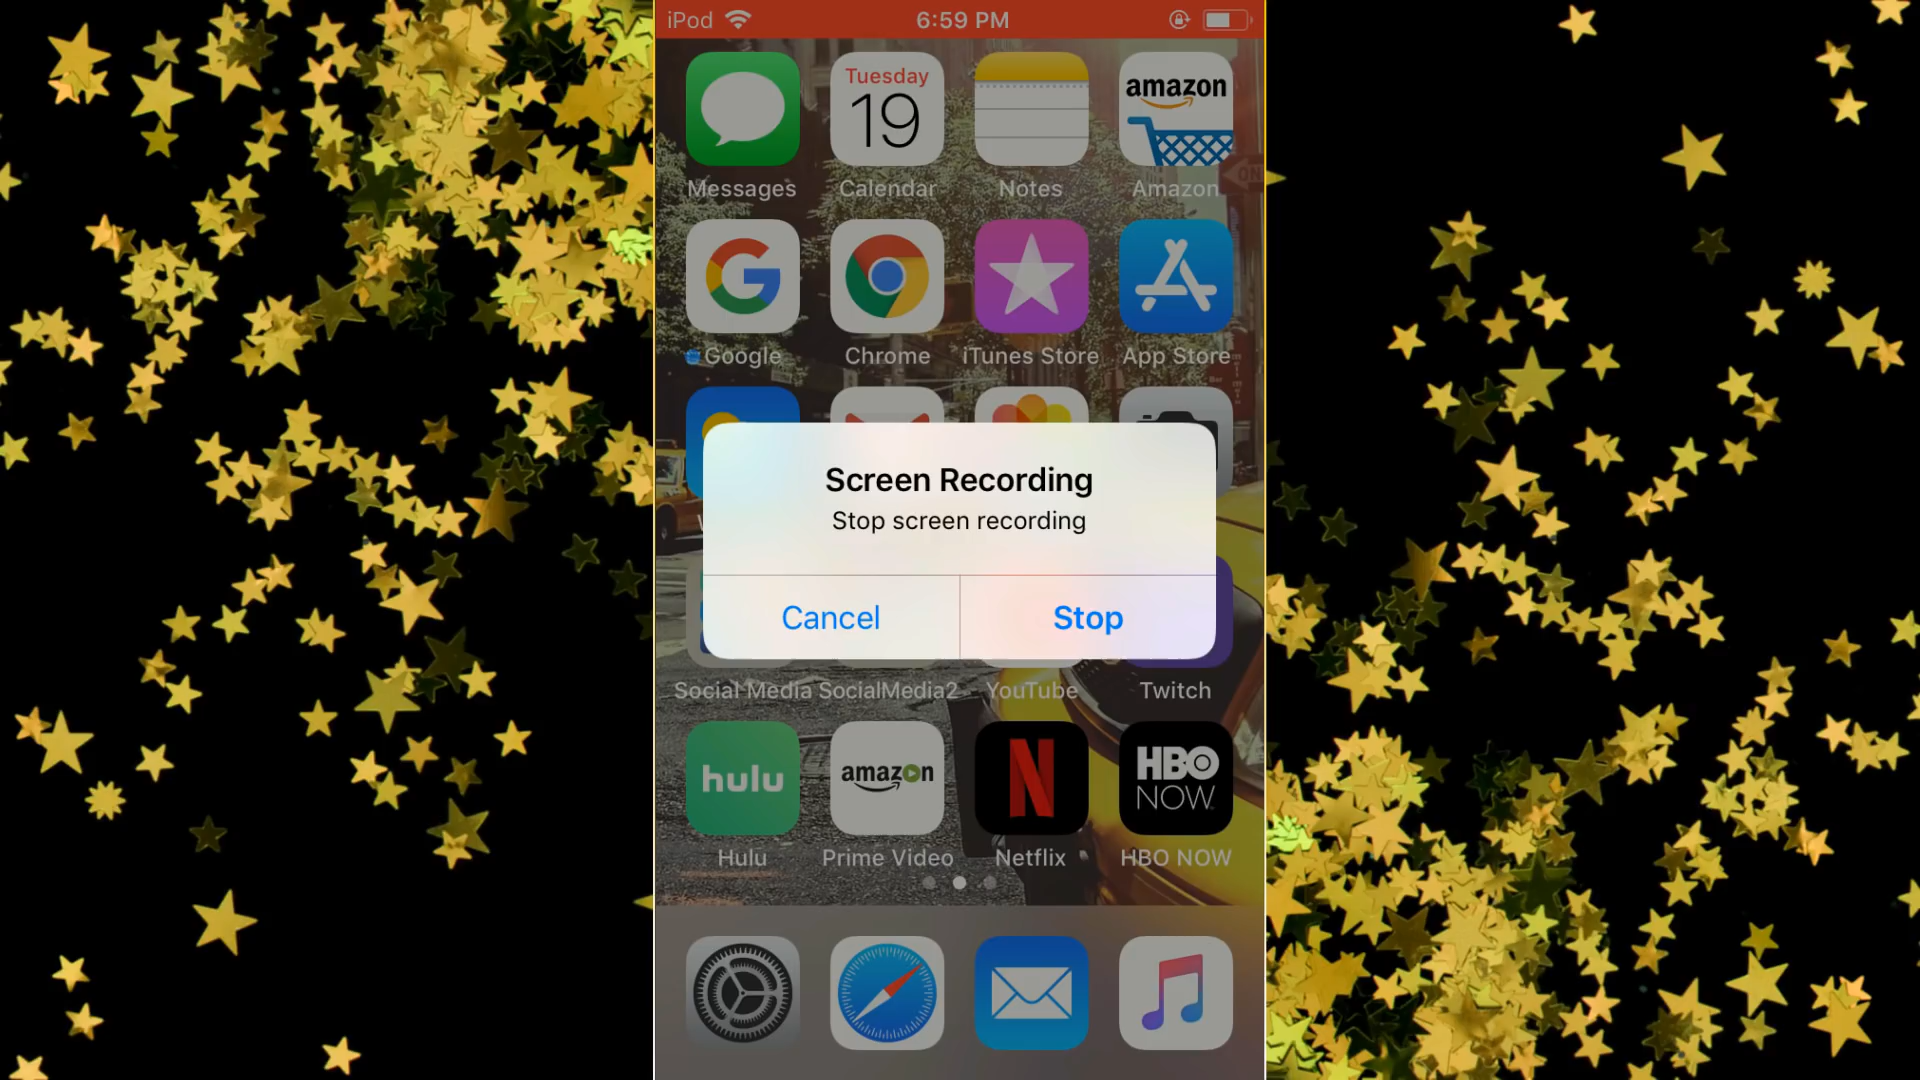 iPod 6:59 PM
Tuesday
19
amazon
Messages Calendar Notes Amazon
ON
G
Google Chrome iTunes Store App Store
Screen Recording
Stop screen recording
Cancel Stop
Social Media SocialMedia2 YouTube Twitch
hulu amazon N HBO
NOW
Hulu Prime Video Netflix HBO NOW